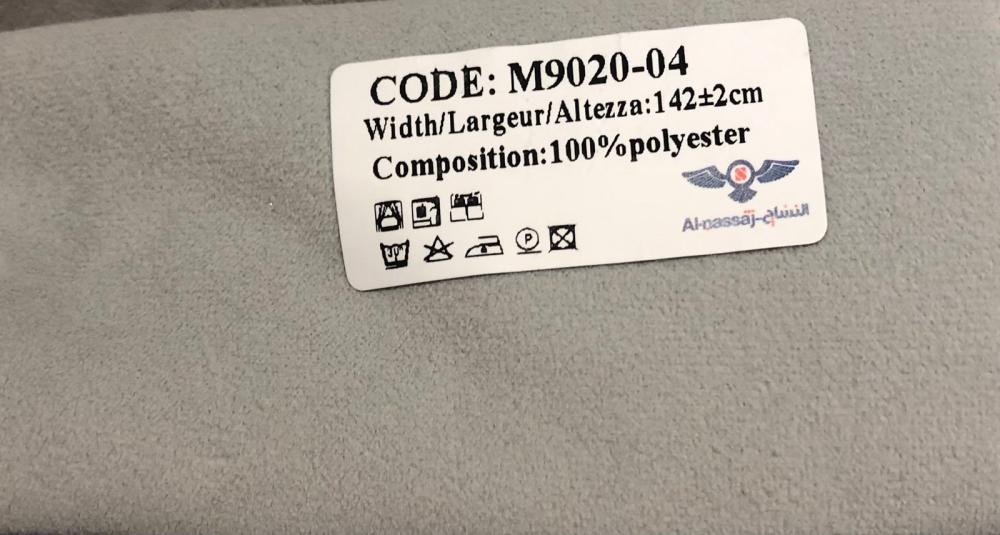 CODE: M9020-04
Width/Largeur/Altezza:142±2cm
Composition:100%polyester
Al-nassaj-النساج
P